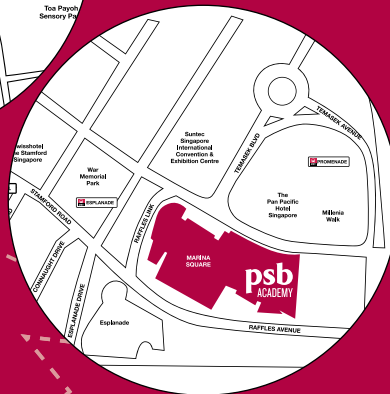 Toa Payoh
Sensory Pa
TEMASEK AVENUE
Suntec
Singapore
International
Convention &
Exhibition Centre
TEMASEK BLVD
PROMENADE
wisshotel
e Stamford
Singapore
War
Memorial
Park
ESPLANADE
STAMFORD ROAD
RAFFLES LINK
The
Pan Pacific
Hotel
Singapore
Millenia
Walk
CONNAUGHT DRIVE
MARINA
SQUARE
psb
ACADEMY
ESPLANADE DRIVE
Esplanade
RAFFLES AVENUE